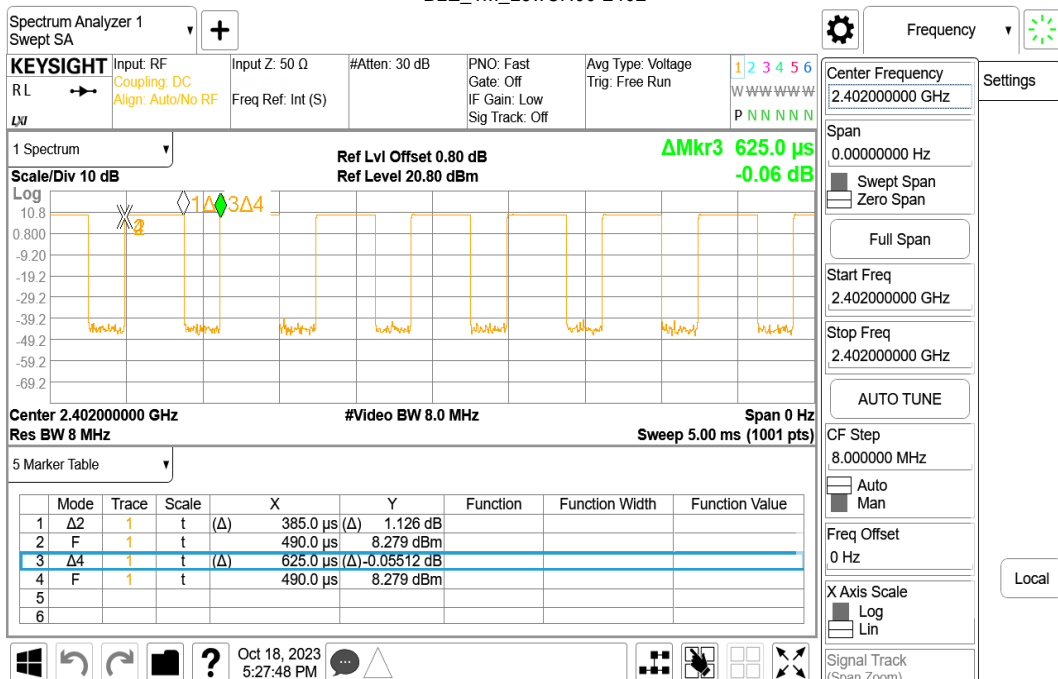 Spectrum Analyzer 1
Swept SA
Frequency
KEYSIGHT
RL
LXI
Input: RF
Coupling: DC
Align: Auto/No RF
Input Z: 50 Ω
Freq Ref: Int (S)
#Atten: 30 dB
PNO: Fast
Gate: Off
IF Gain: Low
Sig Track: Off
Avg Type: Voltage
Trig: Free Run
1 2 3 4 5 6
W W W W W W
P N N N N N
1 Spectrum
Scale/Div 10 dB
Ref Lvl Offset 0.80 dB
Ref Level 20.80 dBm
ΔMkr3 625.0 µs
-0.06 dB
Log
10.8
0.800
-9.20
-19.2
-29.2
-39.2
-49.2
-59.2
-69.2
1Δ
3Δ4
Center 2.402000000 GHz
#Video BW 8.0 MHz
Span 0 Hz
Res BW 8 MHz
Sweep 5.00 ms (1001 pts)
5 Marker Table
Mode Trace Scale X Y Function Function Width Function Value
1 Δ2 1 t (Δ) 385.0 µs (Δ) 1.126 dB
2 F 1 t 490.0 µs 8.279 dBm
3 Δ4 1 t (Δ) 625.0 µs (Δ) -0.05512 dB
4 F 1 t 490.0 µs 8.279 dBm
5
6
Oct 18, 2023
5:27:48 PM
Center Frequency
2.402000000 GHz
Settings
Span
0.00000000 Hz
Swept Span
Zero Span
Full Span
Start Freq
2.402000000 GHz
Stop Freq
2.402000000 GHz
AUTO TUNE
CF Step
8.000000 MHz
Auto
Man
Freq Offset
0 Hz
Local
X Axis Scale
Log
Lin
Signal Track
(Span Zoom)